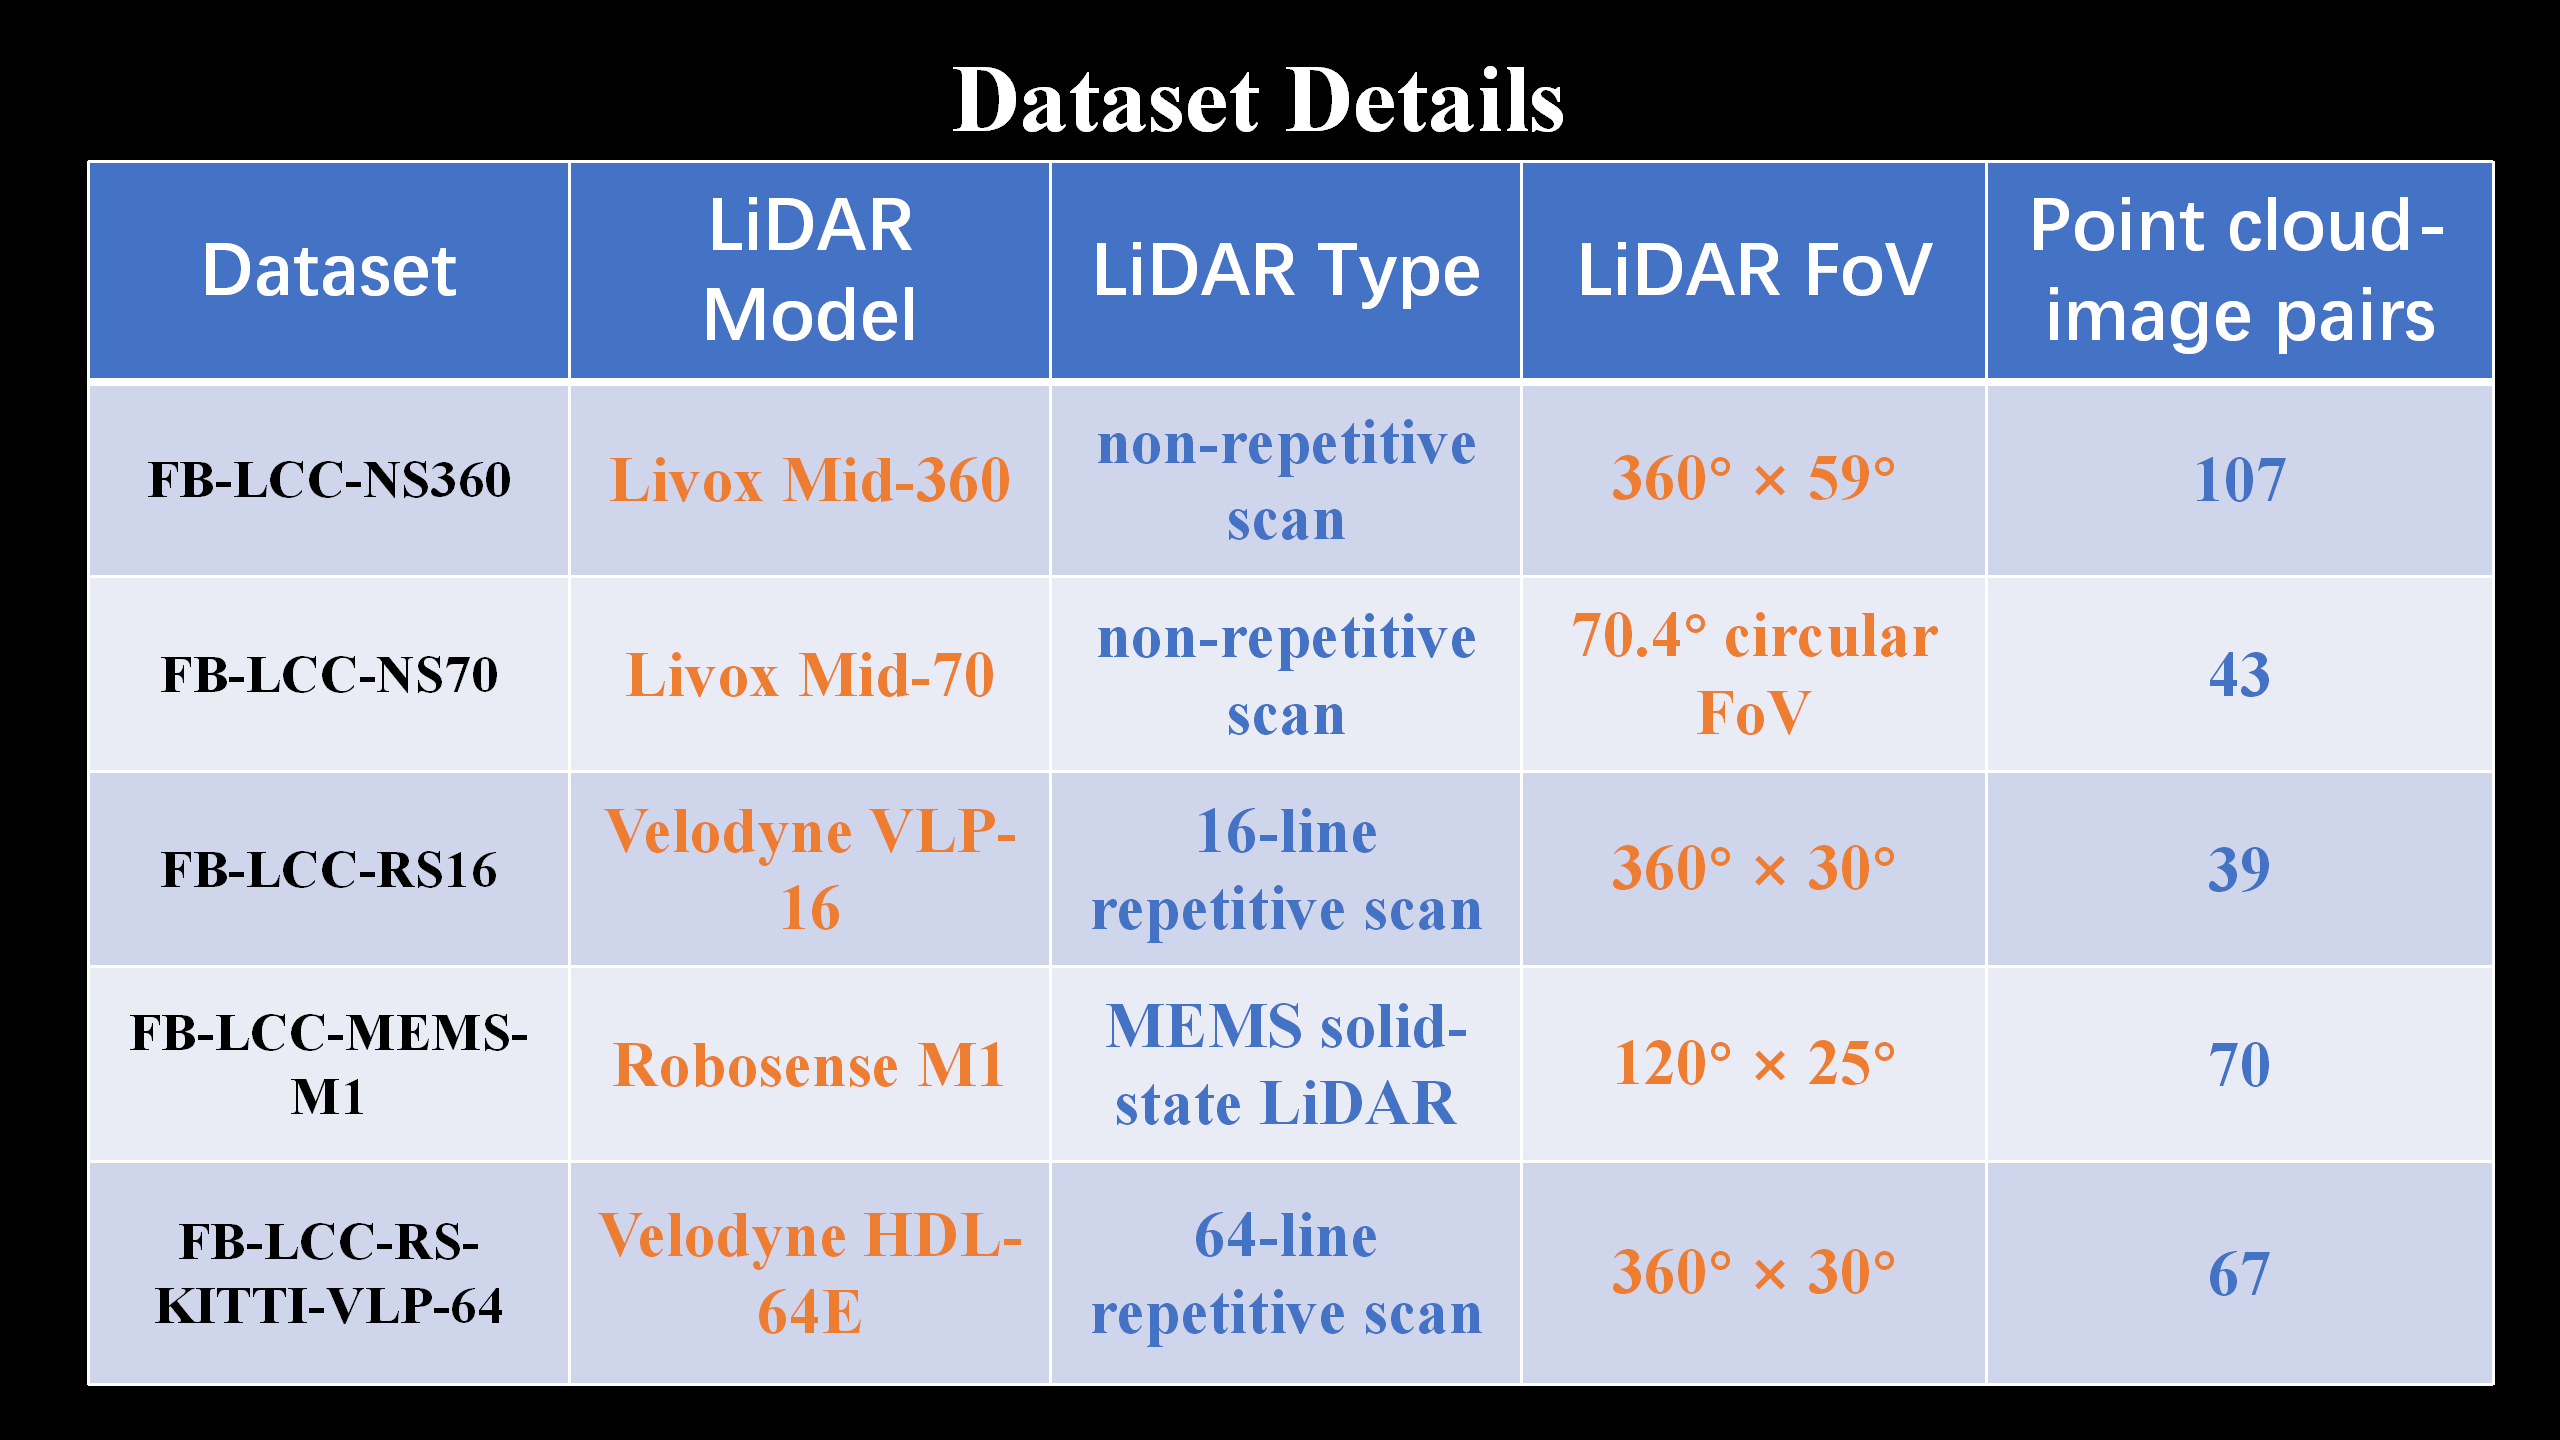 Dataset Details
Dataset
LiDAR
Model
LiDAR Type
LiDAR FoV
Point cloud-
image pairs
FB-LCC-NS360
Livox Mid-360
non-repetitive
scan
360° × 59°
107
FB-LCC-NS70
Livox Mid-70
non-repetitive
scan
70.4° circular
FoV
43
FB-LCC-RS16
Velodyne VLP-
16
16-line
repetitive scan
360° × 30°
39
FB-LCC-MEMS-
M1
Robosense M1
MEMS solid-
state LiDAR
120° × 25°
70
FB-LCC-RS-
KITTI-VLP-64
Velodyne HDL-
64E
64-line
repetitive scan
360° × 30°
67